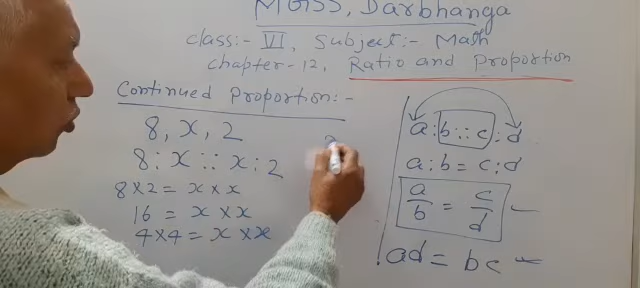 MGISS, Darbhanga
class:- VI, Subject:- Math
chapter-12, Ratio and Proportion
Continued Proportion:-
8, x, 2
8 : x :: x : 2
8 × 2 = x × x
16 = x × x
4 × 4 = x × x
a : b :: c : d
a : b = c : d
a/b = c/d
ad = bc